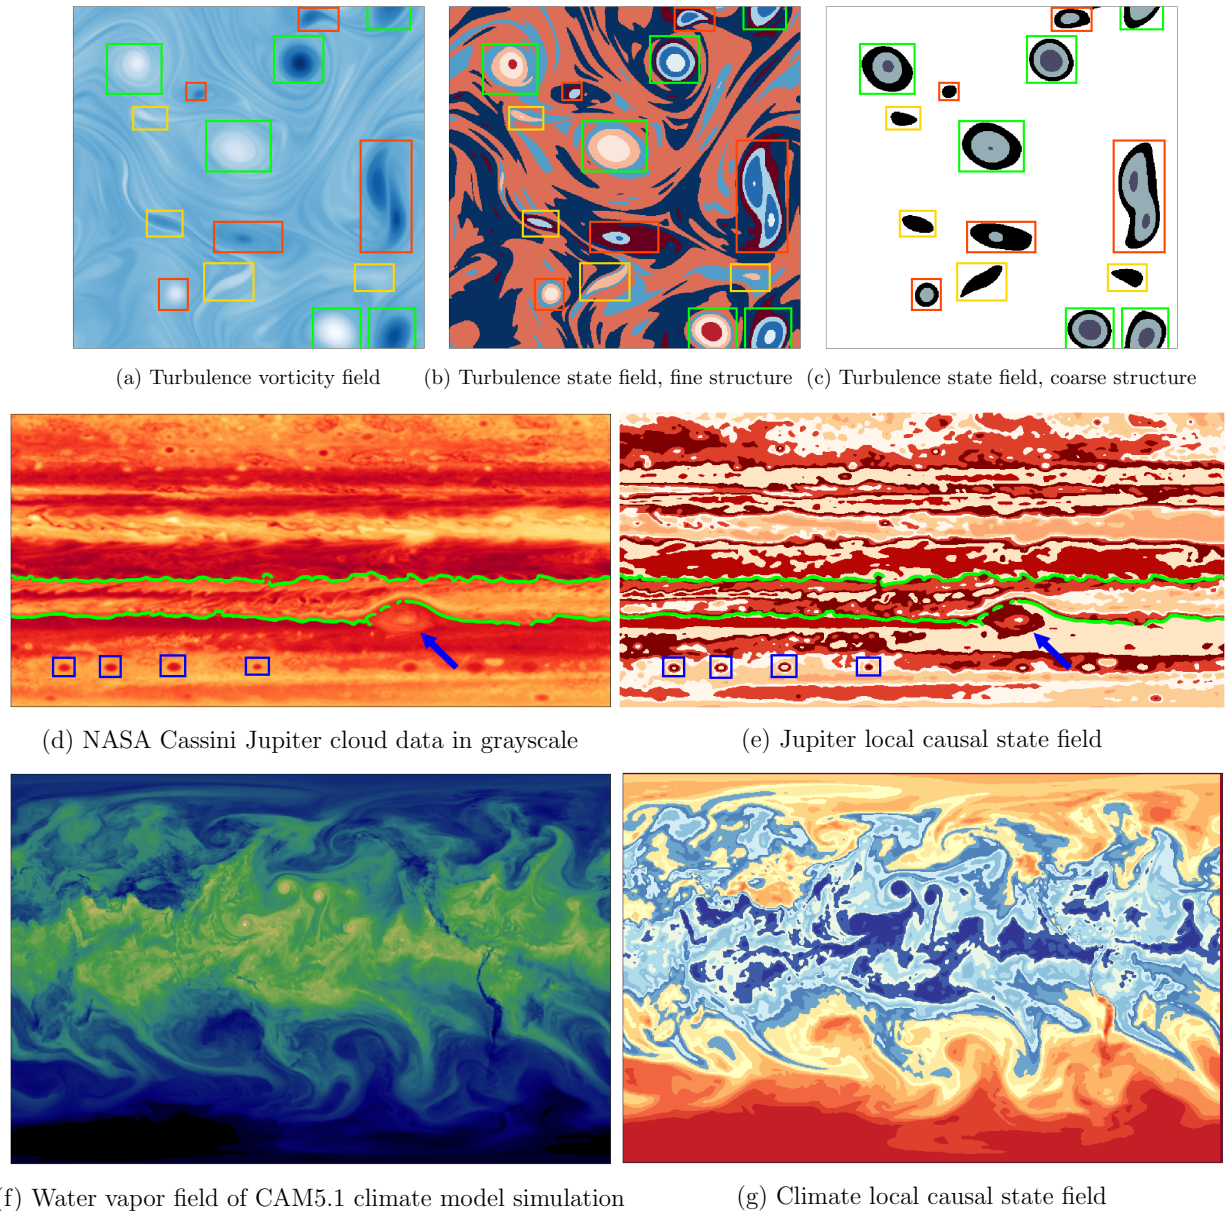 (a) Turbulence vorticity field
(b) Turbulence state field, fine structure
(c) Turbulence state field, coarse structure
(d) NASA Cassini Jupiter cloud data in grayscale
(e) Jupiter local causal state field
f) Water vapor field of CAM5.1 climate model simulation
(g) Climate local causal state field